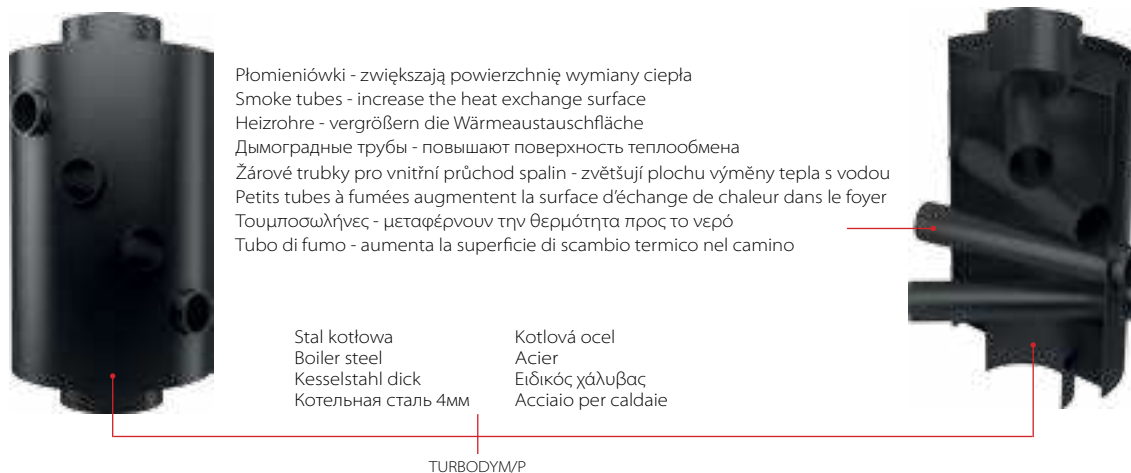 Płomieniówki - zwiększają powierzchnię wymiany ciepła
Smoke tubes - increase the heat exchange surface
Heizrohre - vergrößern die Wärmeaustauschfläche
Дымоградные трубы - повышают поверхность теплообмена
Žárové trubky pro vnitřní průchod spalin - zvětšují plochu výměny tepla s vodou
Petits tubes à fumées augmentent la surface d'échange de chaleur dans le foyer
Τουμποσωλήνες - μεταφέρνουν την θερμότητα προς το νερό
Tubo di fumo - aumenta la superficie di scambio termico nel camino
Stal kotłowa
Boiler steel
Kesselstahl dick
Котельная сталь 4мм
Kotlová ocel
Acier
Ειδικός χάλυβας
Acciaio per caldaie
TURBODYM/P